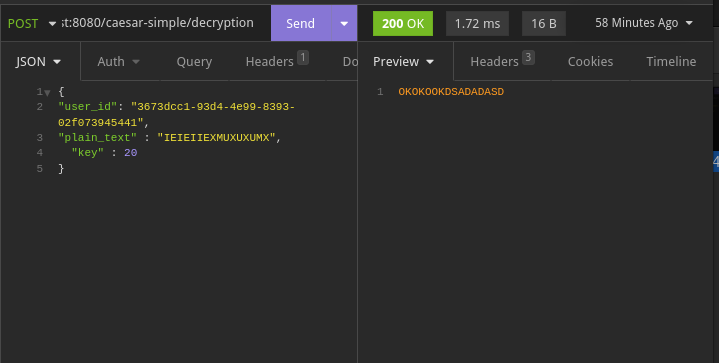 POST :st:8080/caesar-simple/decryption Send 200 OK 1.72 ms 16 B 58 Minutes Ago
JSON Auth Query Headers 1 Do Preview Headers 3 Cookies Timeline
1 {
2 "user_id": "3673dcc1-93d4-4e99-8393-
02f073945441",
3 "plain_text" : "IEIEIIEXMUXUXUMX",
4 "key" : 20
5 }
1 OKOKOOKDSADADASD
4